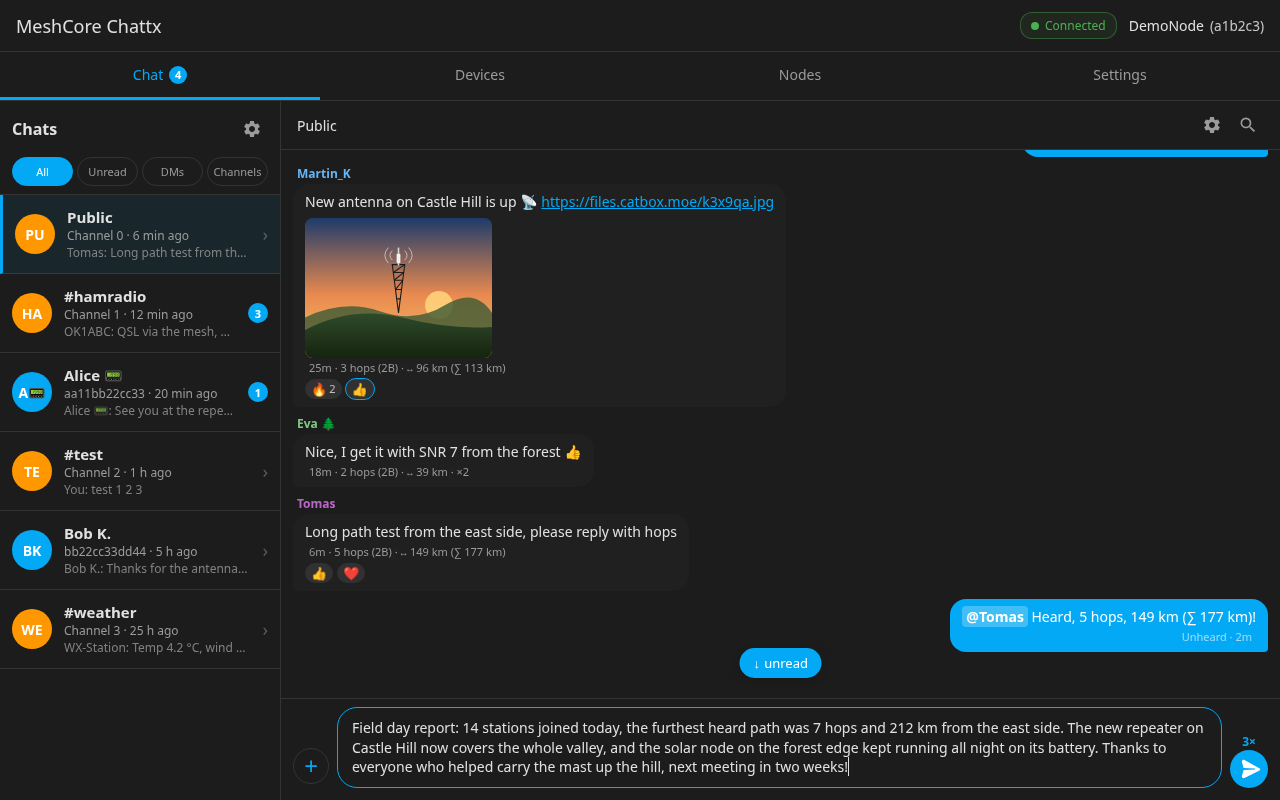 MeshCore Chattx
Connected
DemoNode (a1b2c3)
Chat 4
Devices
Nodes
Settings
Chats
All
Unread
DMs
Channels
PU
Public
Channel 0 · 6 min ago
Tomas: Long path test from th...
HA
#hamradio
Channel 1 · 12 min ago
OK1ABC: QSL via the mesh, ...
3
A📟
Alice 📟
aa11bb22cc33 · 20 min ago
Alice 📟: See you at the repe...
1
TE
#test
Channel 2 · 1 h ago
You: test 1 2 3
BK
Bob K.
bb22cc33dd44 · 5 h ago
Bob K.: Thanks for the antenna...
WE
#weather
Channel 3 · 25 h ago
WX-Station: Temp 4.2 °C, wind ...
Public
Martin_K
New antenna on Castle Hill is up 📡 https://files.catbox.moe/k3x9qa.jpg
25m · 3 hops (2B) · ↔ 96 km (∑ 113 km)
🔥 2 👍
Eva 🌲
Nice, I get it with SNR 7 from the forest 👍
18m · 2 hops (2B) · ↔ 39 km · ×2
Tomas
Long path test from the east side, please reply with hops
6m · 5 hops (2B) · ↔ 149 km (∑ 177 km)
👍 ❤️
@Tomas Heard, 5 hops, 149 km (∑ 177 km)!
Unheard · 2m
↓ unread
Field day report: 14 stations joined today, the furthest heard path was 7 hops and 212 km from the east side. The new repeater on
Castle Hill now covers the whole valley, and the solar node on the forest edge kept running all night on its battery. Thanks to
everyone who helped carry the mast up the hill, next meeting in two weeks!
+
3×